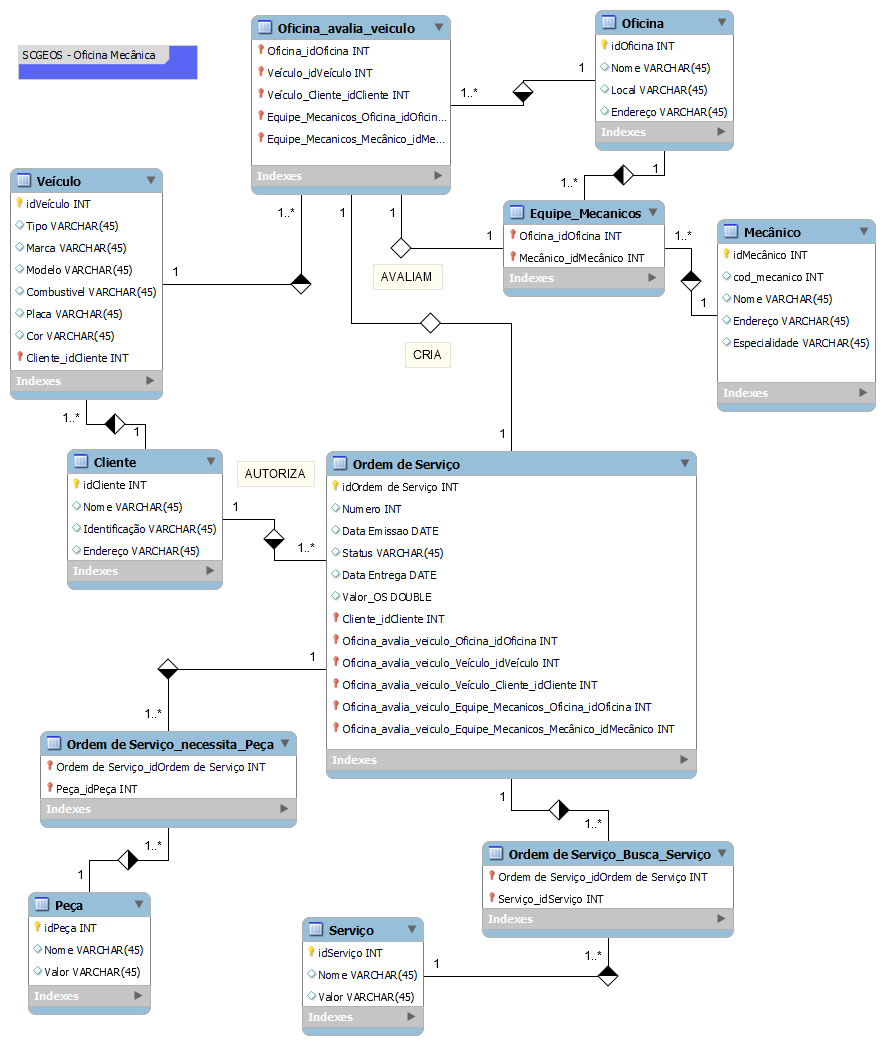 SCGEOS - Oficina Mecânica
Oficina_avalia_veiculo
Oficina_idOficina INT
Veículo_idVeículo INT
Veículo_Cliente_idCliente INT
Equipe_Mecanicos_Oficina_idOficin...
Equipe_Mecanicos_Mecânico_idMe...
Indexes
Oficina
idOficina INT
Nome VARCHAR(45)
Local VARCHAR(45)
Endereço VARCHAR(45)
Indexes
1
1..*
1
1..*
Veículo
idVeículo INT
Tipo VARCHAR(45)
Marca VARCHAR(45)
Modelo VARCHAR(45)
Combustivel VARCHAR(45)
Placa VARCHAR(45)
Cor VARCHAR(45)
Cliente_idCliente INT
Indexes
1..*
1
1
1
1
Equipe_Mecanicos
Oficina_idOficina INT
Mecânico_idMecânico INT
Indexes
1..*
1
Mecânico
idMecânico INT
cod_mecanico INT
Nome VARCHAR(45)
Endereço VARCHAR(45)
Especialidade VARCHAR(45)
Indexes
AVALIAM
CRIA
1
1..*
1
Cliente
idCliente INT
Nome VARCHAR(45)
Identificação VARCHAR(45)
Endereço VARCHAR(45)
Indexes
AUTORIZA
1
1..*
Ordem de Serviço
idOrdem de Serviço INT
Numero INT
Data Emissao DATE
Status VARCHAR(45)
Data Entrega DATE
Valor_OS DOUBLE
Cliente_idCliente INT
Oficina_avalia_veiculo_Oficina_idOficina INT
Oficina_avalia_veiculo_Veículo_idVeículo INT
Oficina_avalia_veiculo_Veículo_Cliente_idCliente INT
Oficina_avalia_veiculo_Equipe_Mecanicos_Oficina_idOficina INT
Oficina_avalia_veiculo_Equipe_Mecanicos_Mecânico_idMecânico INT
Indexes
1
1..*
Ordem de Serviço_necessita_Peça
Ordem de Serviço_idOrdem de Serviço INT
Peça_idPeça INT
Indexes
1..*
1
1
1..*
Ordem de Serviço_Busca_Serviço
Ordem de Serviço_idOrdem de Serviço INT
Serviço_idServiço INT
Indexes
1..*
1
Peça
idPeça INT
Nome VARCHAR(45)
Valor VARCHAR(45)
Indexes
Serviço
idServiço INT
Nome VARCHAR(45)
Valor VARCHAR(45)
Indexes